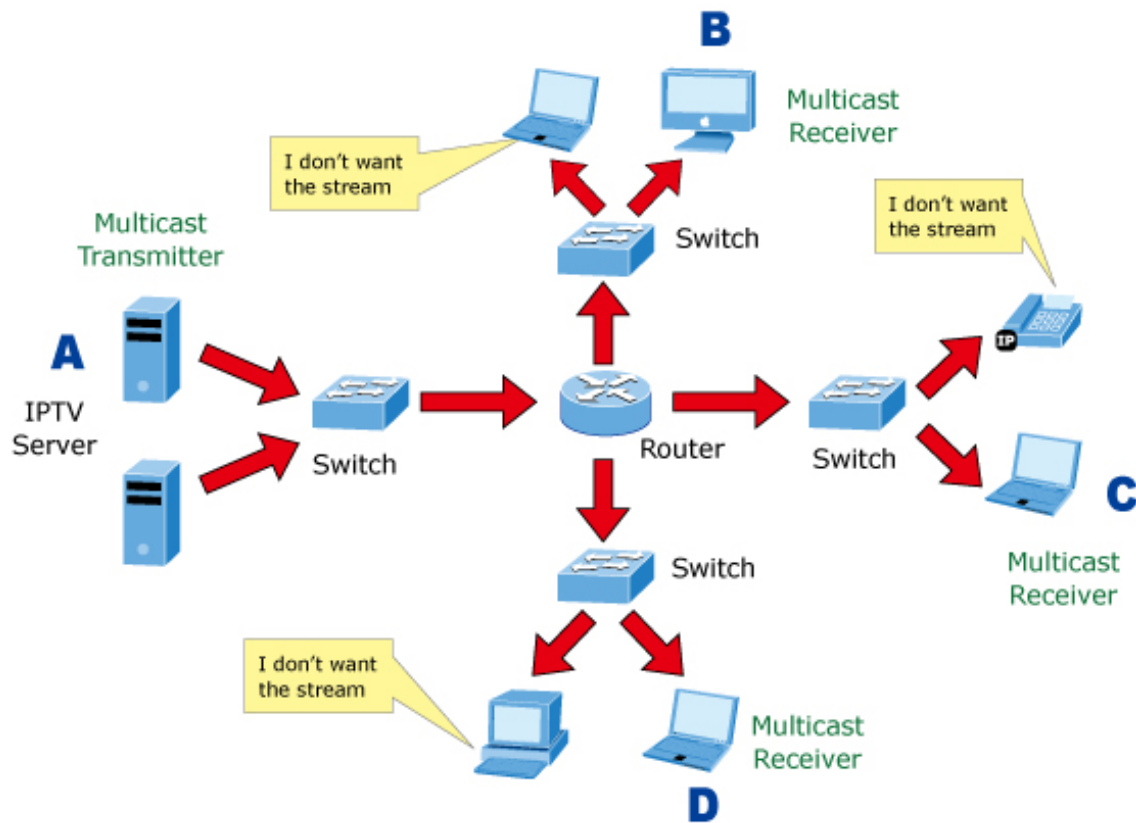 B
Multicast
Receiver
I don't want
the stream
I don't want
the stream
Multicast
Transmitter
Switch
A
IPTV
Server
Switch
Router
Switch
IP
C
Multicast
Receiver
Switch
I don't want
the stream
Multicast
Receiver
D